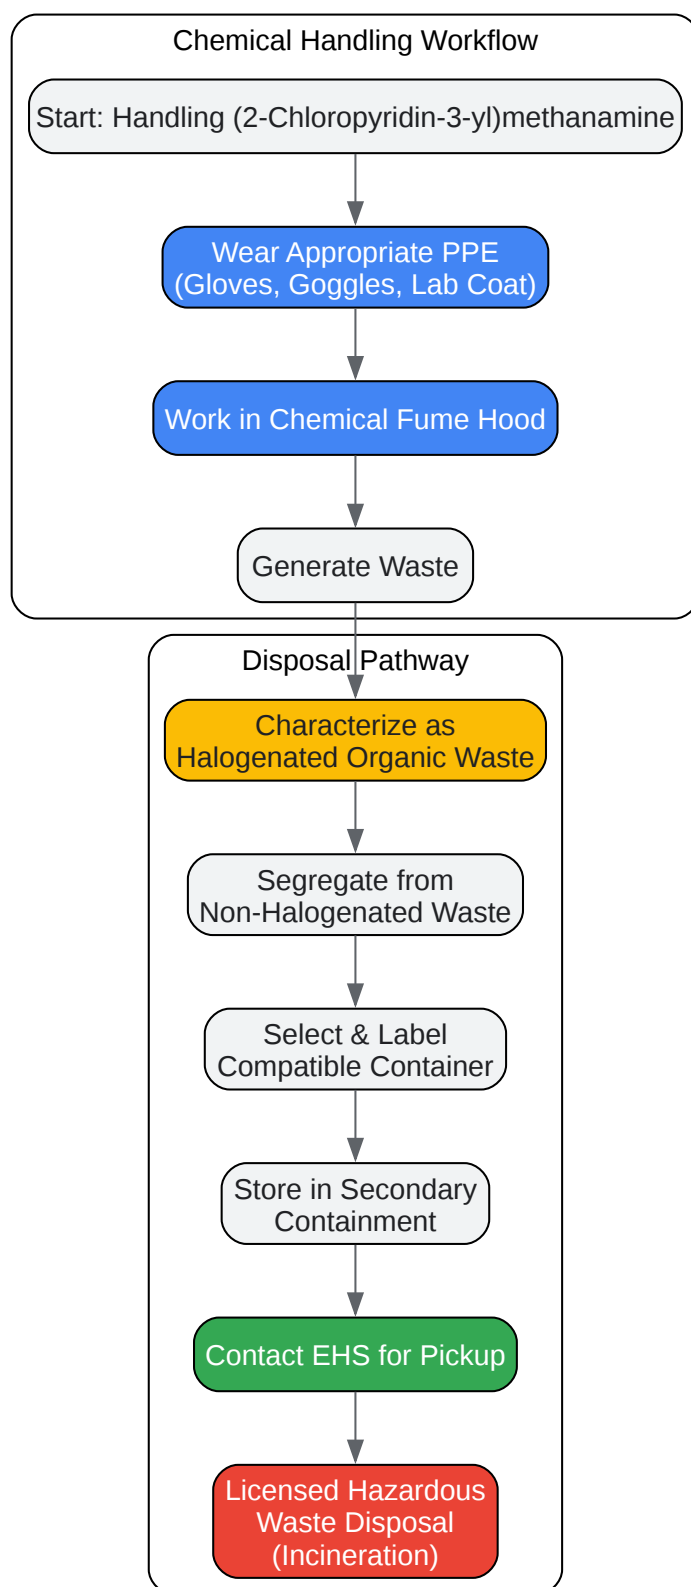 Chemical Handling Workflow
Start: Handling (2-Chloropyridin-3-yl)methanamine
Wear Appropriate PPE
(Gloves, Goggles, Lab Coat)
Work in Chemical Fume Hood
Generate Waste
Disposal Pathway
Characterize as
Halogenated Organic Waste
Segregate from
Non-Halogenated Waste
Select & Label
Compatible Container
Store in Secondary
Containment
Contact EHS for Pickup
Licensed Hazardous
Waste Disposal
(Incineration)